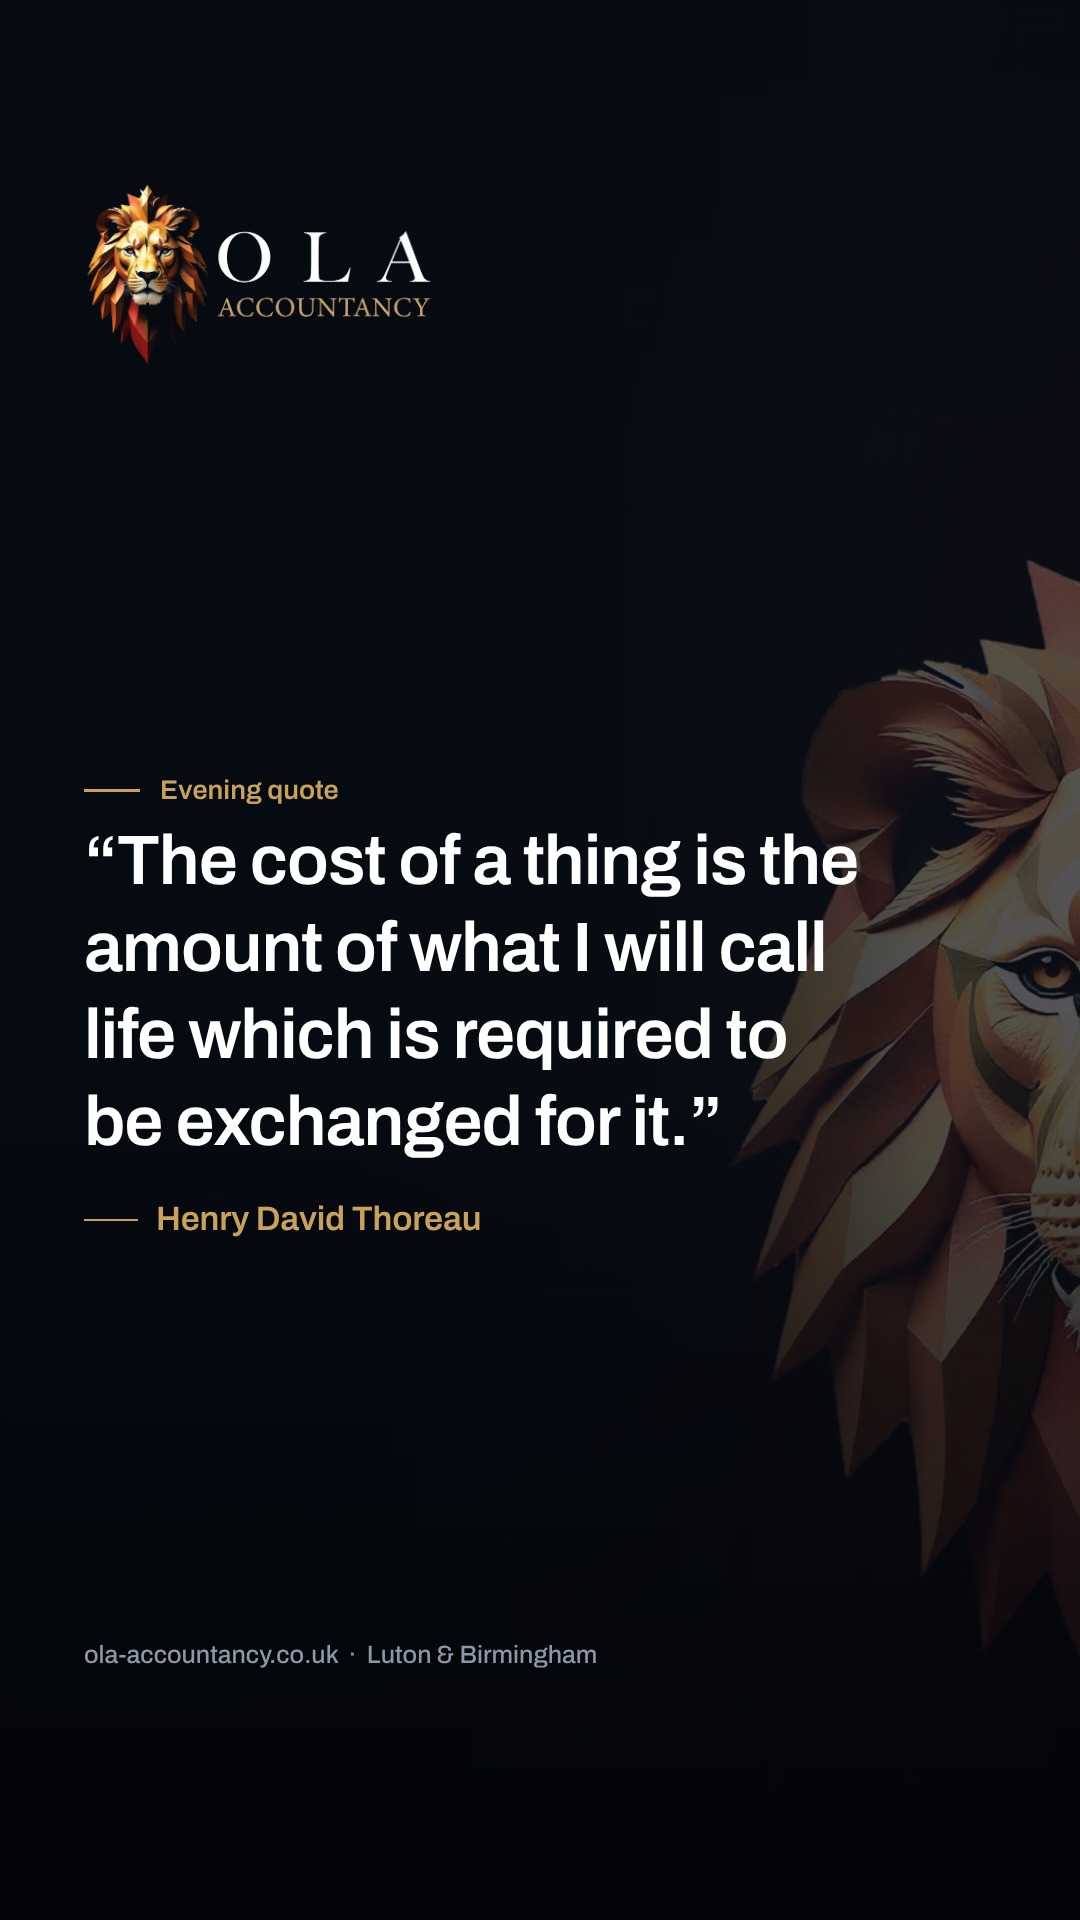 OLA
ACCOUNTANCY
Evening quote
“The cost of a thing is the
amount of what I will call
life which is required to
be exchanged for it.”
Henry David Thoreau
ola-accountancy.co.uk · Luton & Birmingham